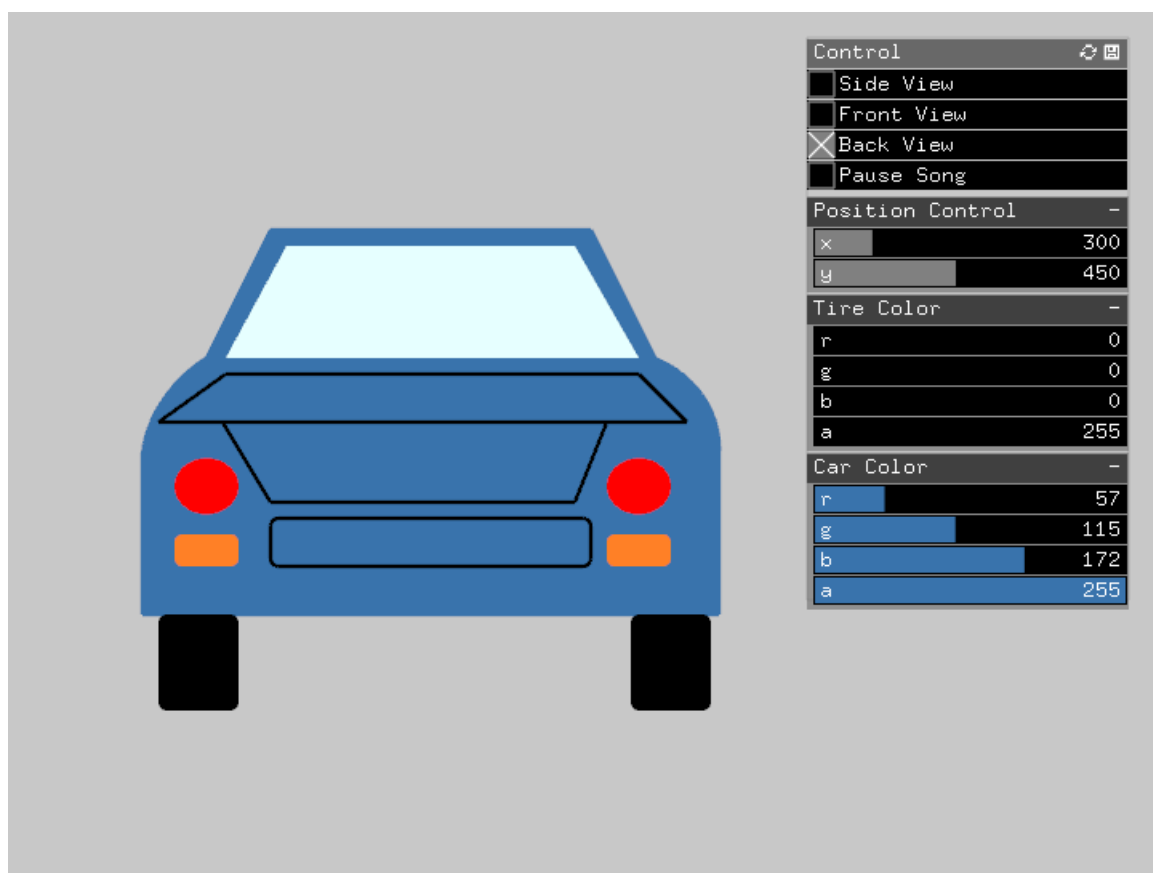 Control
Side View
Front View
Back View
Pause Song
Position Control -
x 300
y 450
Tire Color -
r 0
g 0
b 0
a 255
Car Color -
r 57
g 115
b 172
a 255